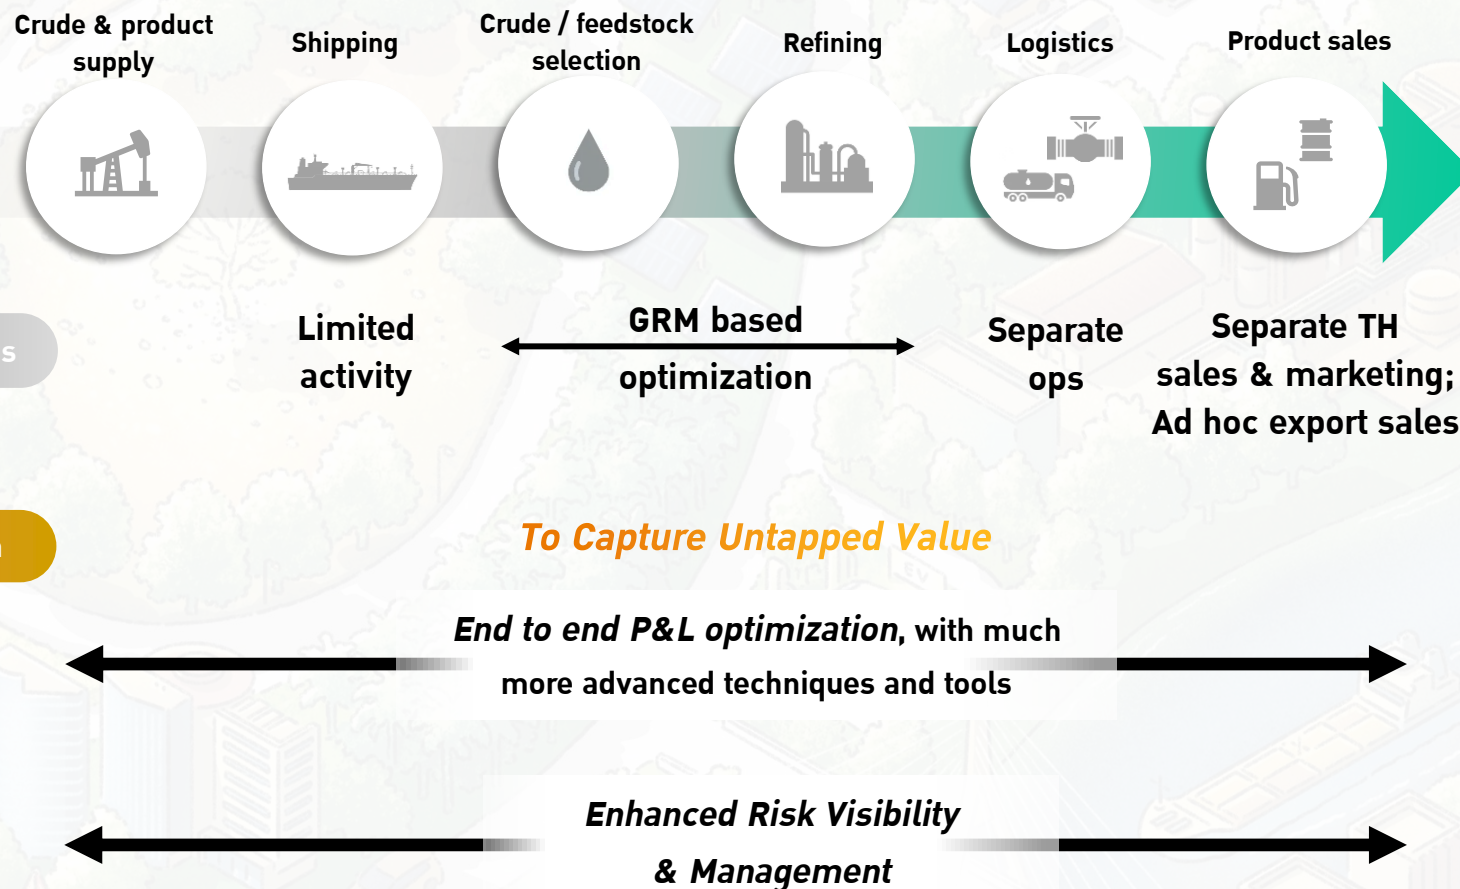 Crude & product
supply
Shipping
Crude / feedstock
selection
Refining
Logistics
Product sales
s
Limited
activity
GRM based
optimization
Separate
ops
Separate TH
sales & marketing;
Ad hoc export sales
To Capture Untapped Value
End to end P&L optimization, with much
more advanced techniques and tools
Enhanced Risk Visibility
& Management